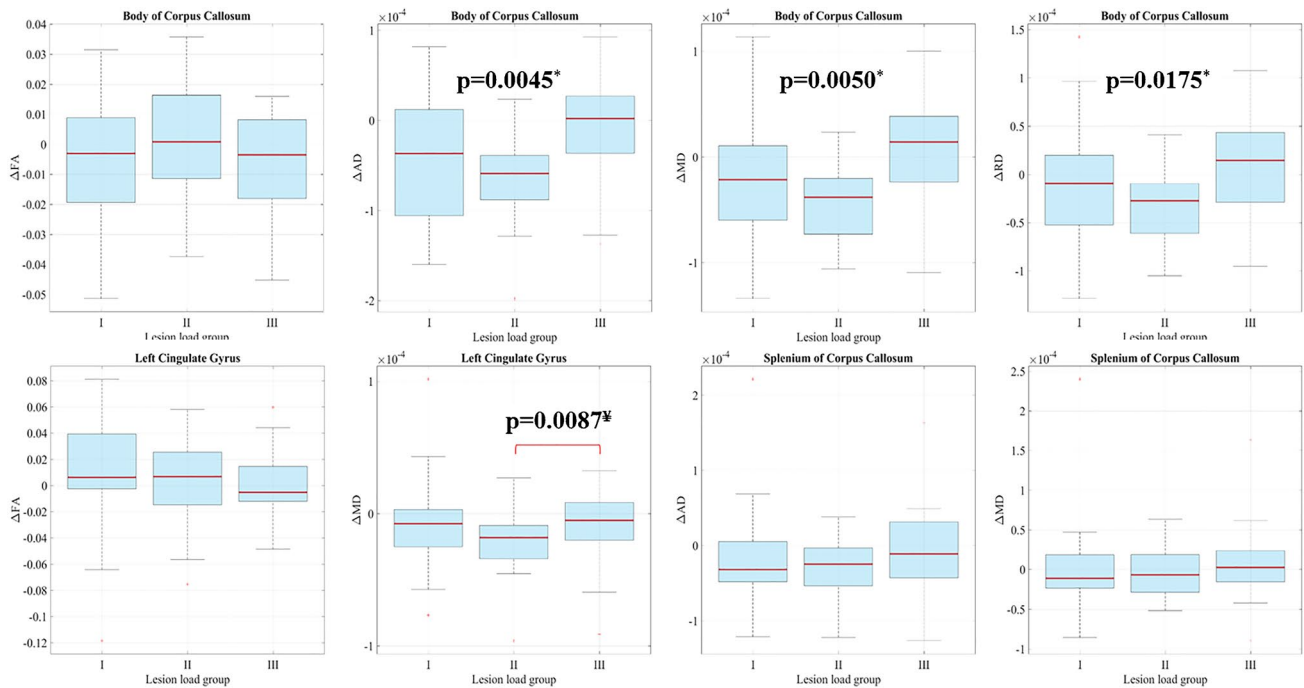 Body of Corpus Callosum
0.04
0.03
0.02
0.01
0
-0.01
-0.02
-0.03
-0.04
-0.05
ΔFA
I II III
Lesion load group
×10⁻⁴
Body of Corpus Callosum
p=0.0045*
1
0
-1
-2
ΔAD
I II III
Lesion load group
×10⁻⁴
Body of Corpus Callosum
p=0.0050*
1
0
-1
ΔMD
I II III
Lesion load group
×10⁻⁴
Body of Corpus Callosum
p=0.0175*
1.5
1
0.5
0
-0.5
-1
ΔRD
I II III
Lesion load group
Left Cingulate Gyrus
0.08
0.06
0.04
0.02
0
-0.02
-0.04
-0.06
-0.08
-0.1
-0.12
ΔFA
I II III
Lesion load group
×10⁻⁴
Left Cingulate Gyrus
p=0.0087¥
1
0
-1
ΔMD
I II III
Lesion load group
×10⁻⁴
Splenium of Corpus Callosum
2
1
0
-1
ΔAD
I II III
Lesion load group
×10⁻⁴
Splenium of Corpus Callosum
2.5
2
1.5
1
0.5
0
-0.5
-1
ΔMD
I II III
Lesion load group